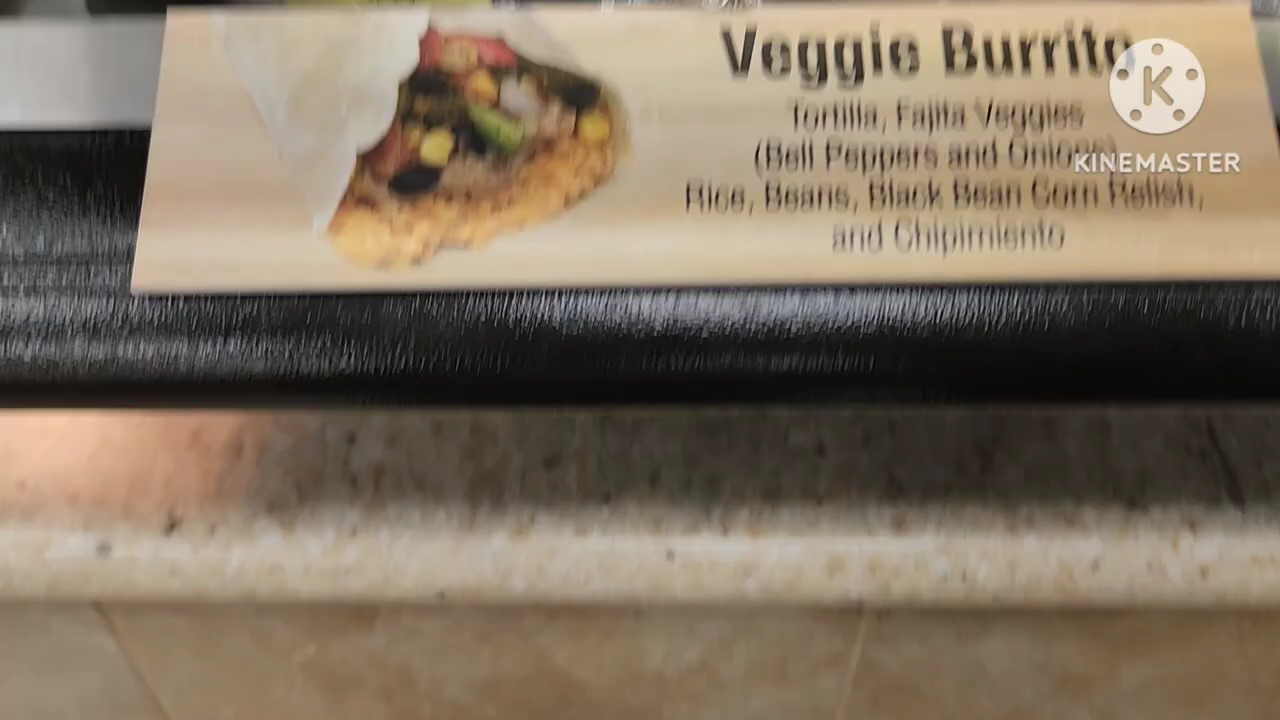 Veggie Burrito
Tortilla, Fajita Veggies
(Bell Peppers and Onions)
Rice, Beans, Black Bean Corn Relish,
and Chipimiento
K
KINEMASTER